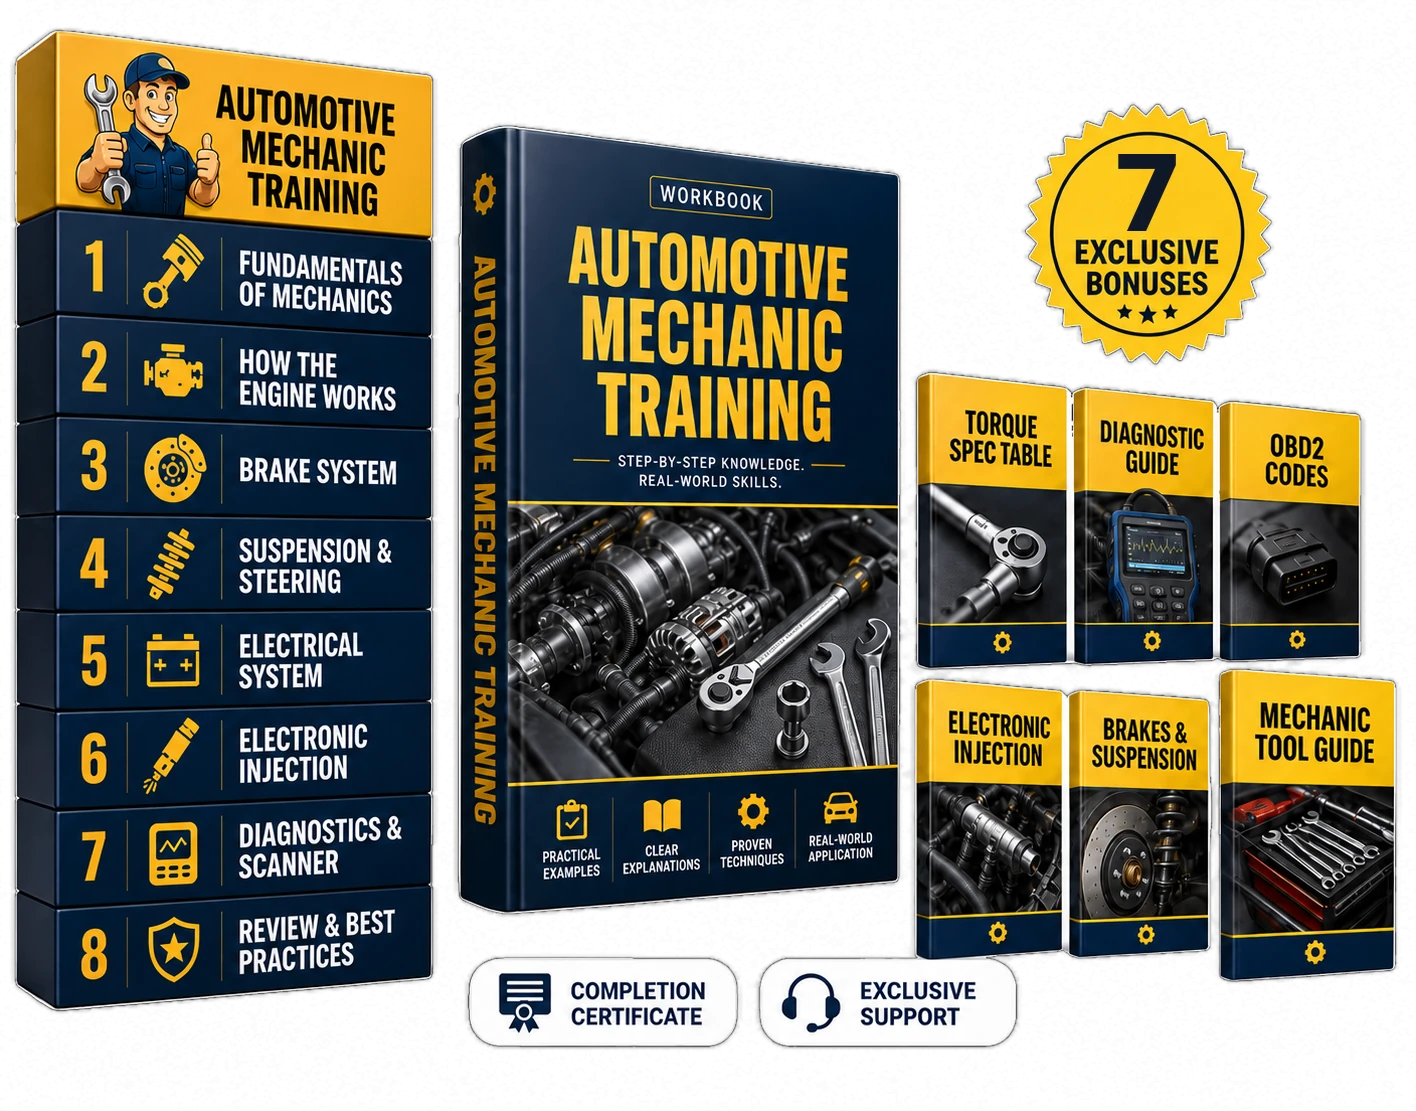 AUTOMOTIVE
MECHANIC
TRAINING
1
FUNDAMENTALS
OF MECHANICS
2
HOW THE
ENGINE WORKS
3
BRAKE SYSTEM
4
SUSPENSION &
STEERING
5
ELECTRICAL
SYSTEM
6
ELECTRONIC
INJECTION
7
DIAGNOSTICS &
SCANNER
8
REVIEW & BEST
PRACTICES
AUTOMOTIVE MECHANIC TRAINING
WORKBOOK
AUTOMOTIVE
MECHANIC
TRAINING
STEP-BY-STEP KNOWLEDGE.
REAL-WORLD SKILLS.
PRACTICAL
EXAMPLES
CLEAR
EXPLANATIONS
PROVEN
TECHNIQUES
REAL-WORLD
APPLICATION
7
EXCLUSIVE
BONUSES
TORQUE
SPEC TABLE
DIAGNOSTIC
GUIDE
OBD2
CODES
ELECTRONIC
INJECTION
BRAKES &
SUSPENSION
MECHANIC
TOOL GUIDE
COMPLETION
CERTIFICATE
EXCLUSIVE
SUPPORT